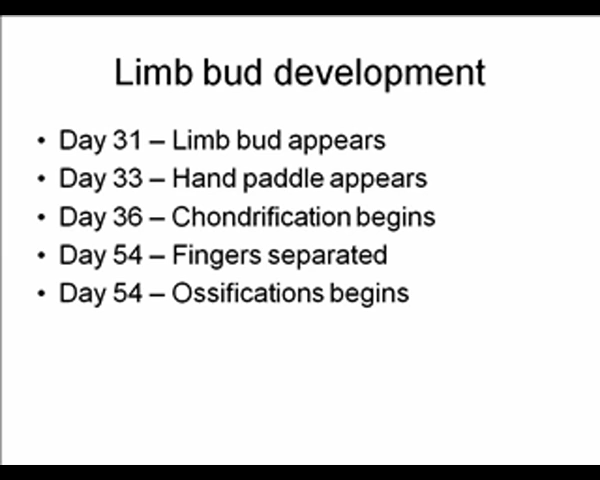 Limb bud development
• Day 31 – Limb bud appears
• Day 33 – Hand paddle appears
• Day 36 – Chondrification begins
• Day 54 – Fingers separated
• Day 54 – Ossifications begins